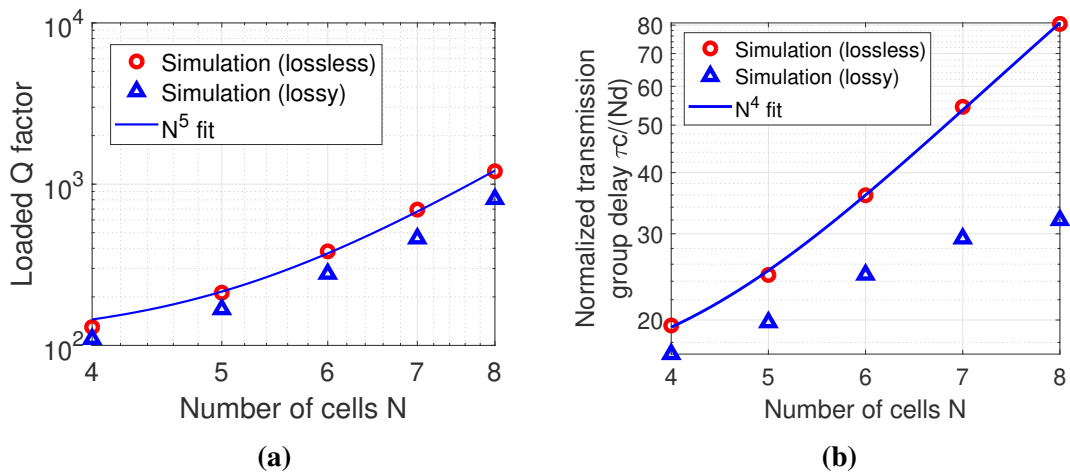 Loaded Q factor
10^4
10^3
10^2
Simulation (lossless)
Simulation (lossy)
N^5 fit
4
5
6
7
8
Number of cells N
(a)
Normalized transmission
group delay τc/(Nd)
80
70
60
50
40
30
20
Simulation (lossless)
Simulation (lossy)
N^4 fit
4
5
6
7
8
Number of cells N
(b)